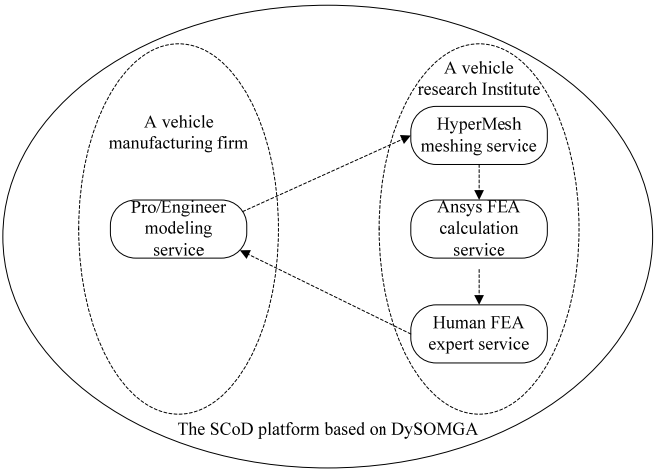 A vehicle
manufacturing firm
Pro/Engineer
modeling
service
A vehicle
research Institute
HyperMesh
meshing service
Ansys FEA
calculation
service
Human FEA
expert service
The SCoD platform based on DySOMGA